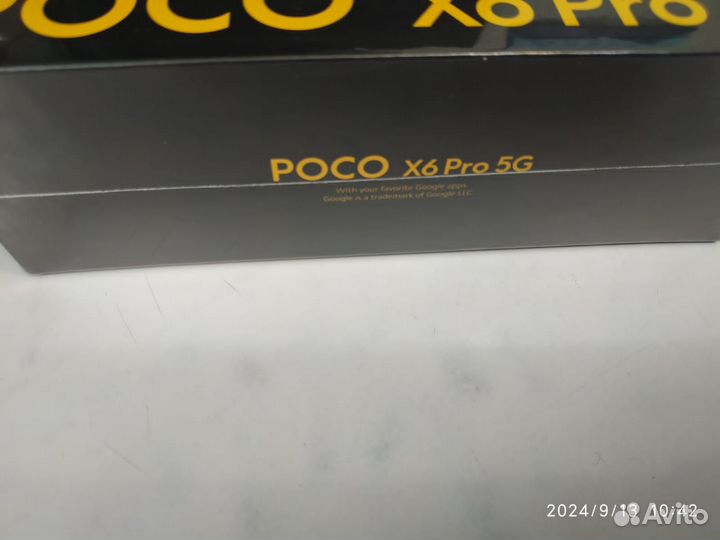 POCO X6 Pro
POCO X6 Pro 5G
With your favorite Google apps.
Google is a trademark of Google LLC.
2024/9/13 10:42
Avito